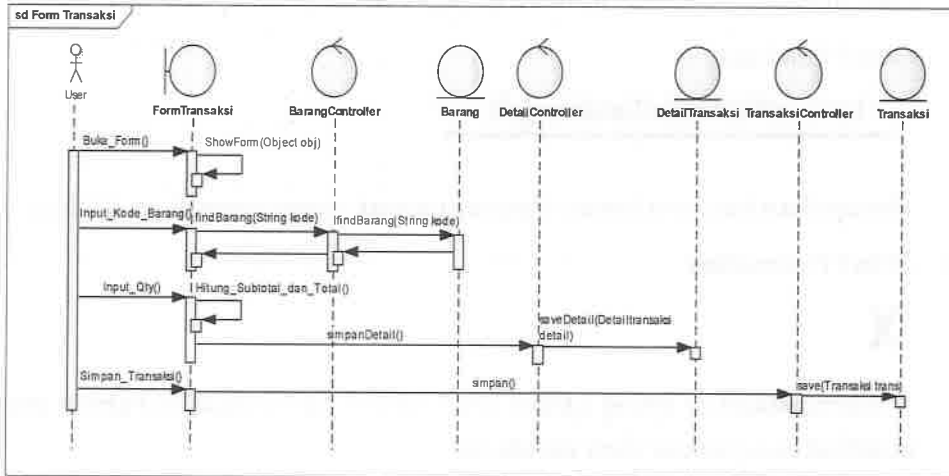 sd Form Transaksi
User
FormTransaksi
BarangController
Barang
DetailController
DetailTransaksi
TransaksiController
Transaksi
Buka_Form()
ShowForm(Object obj)
Input_Kode_Barang()
findBarang(String kode)
findBarang(String kode)
Input_Qty()
Hitung_Subtotal_dan_Total()
simpanDetail()
saveDetail(Detailtransaksi
detail)
Simpan_Transaksi()
simpan()
save(Transaksi trans)